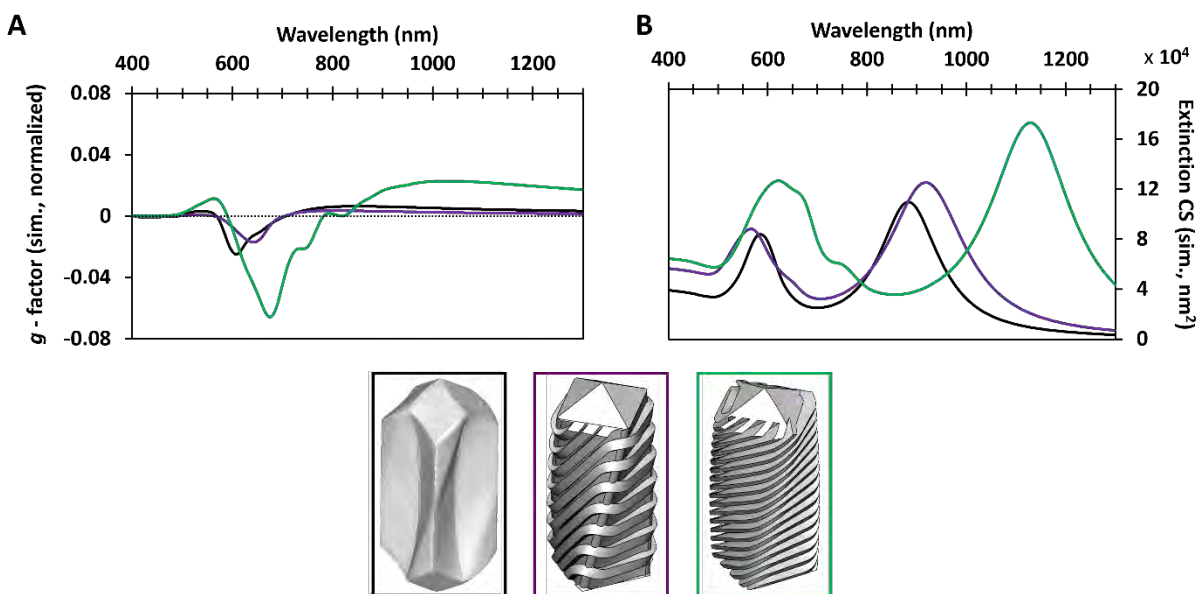 A
Wavelength (nm)
400 600 800 1000 1200
0.08
0.04
0
-0.04
-0.08
g - factor (sim., normalized)
B
Wavelength (nm)
400 600 800 1000 1200 x 10⁴
20
16
12
8
4
0
Extinction CS (sim., nm²)